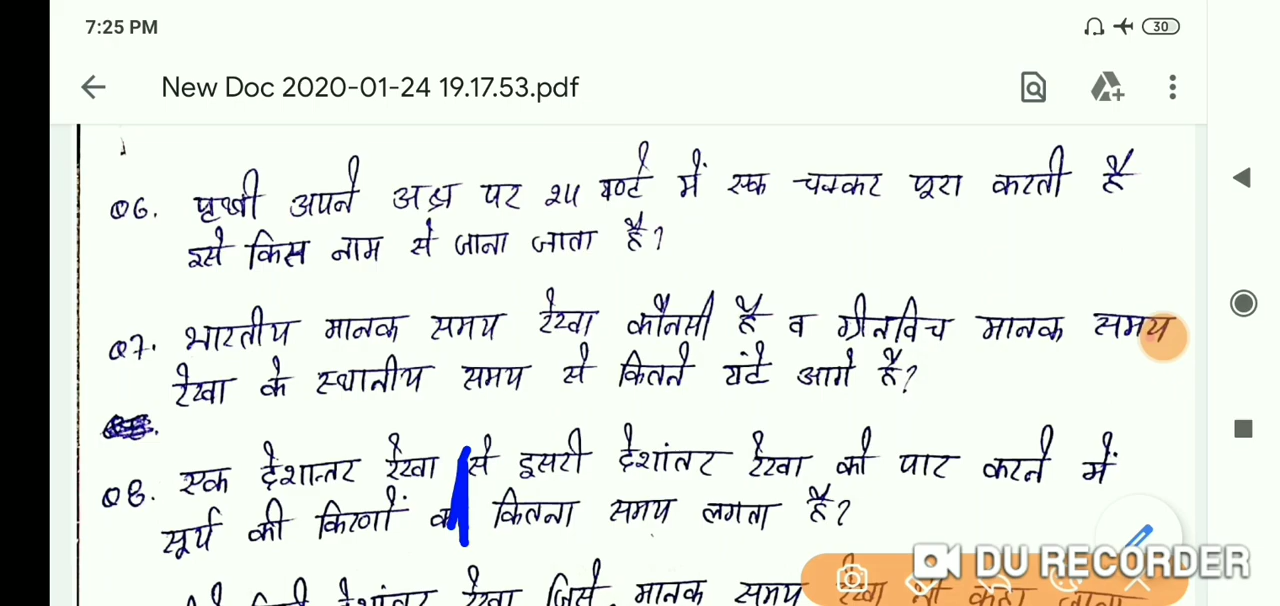 7:25 PM
30
New Doc 2020-01-24 19.17.53.pdf
Q6. पृथ्वी अपने अक्ष पर 24 घण्टे में एक चक्कर पूरा करती है
इसे किस नाम से जाना जाता है?
Q7. भारतीय मानक समय रेखा कौनसी है व ग्रीनविच मानक समय
रेखा के स्थानीय समय से कितने घंटे आगे है?
Q8. एक देशान्तर रेखा से दूसरी देशांतर रेखा को पार करने में
सूर्य की किरणों को कितना समय लगता है?
देशांतर रेखा जिसे मानक समय रेखा
DU RECORDER